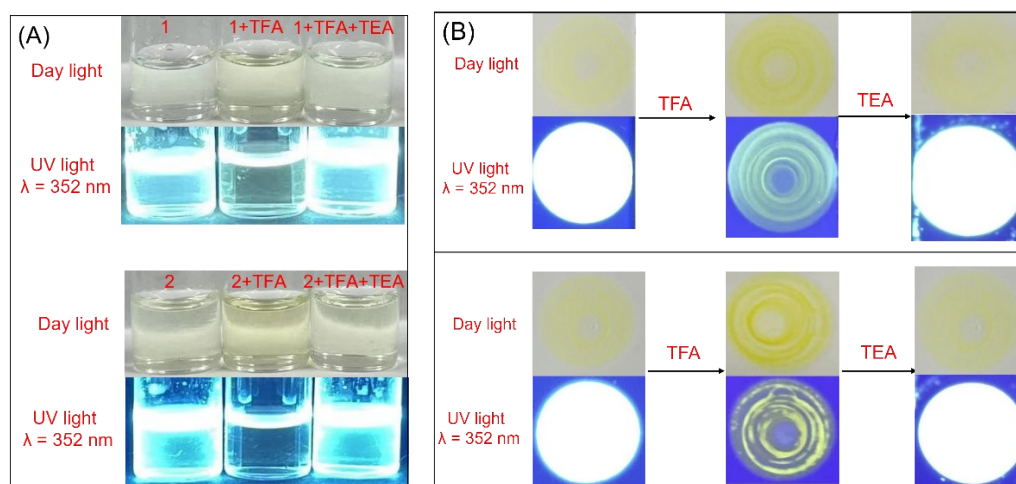 (A)
1 1+TFA 1+TFA+TEA
Day light
UV light
λ = 352 nm
2 2+TFA 2+TFA+TEA
Day light
UV light
λ = 352 nm
(B)
Day light
TFA TEA
UV light
λ = 352 nm
Day light
TFA TEA
UV light
λ = 352 nm